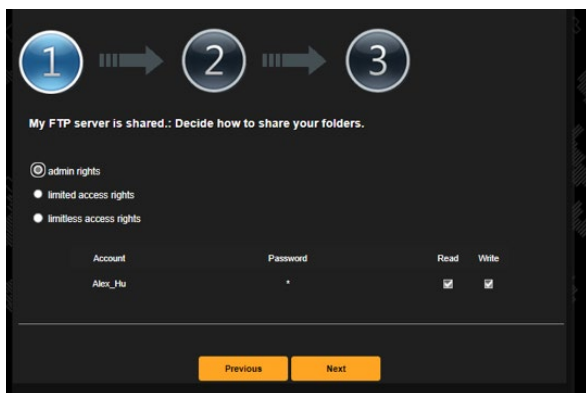 1 2 3
My FTP server is shared.: Decide how to share your folders.
admin rights
limited access rights
limitless access rights
Account Password Read Write
Alex_Hu *
Previous Next